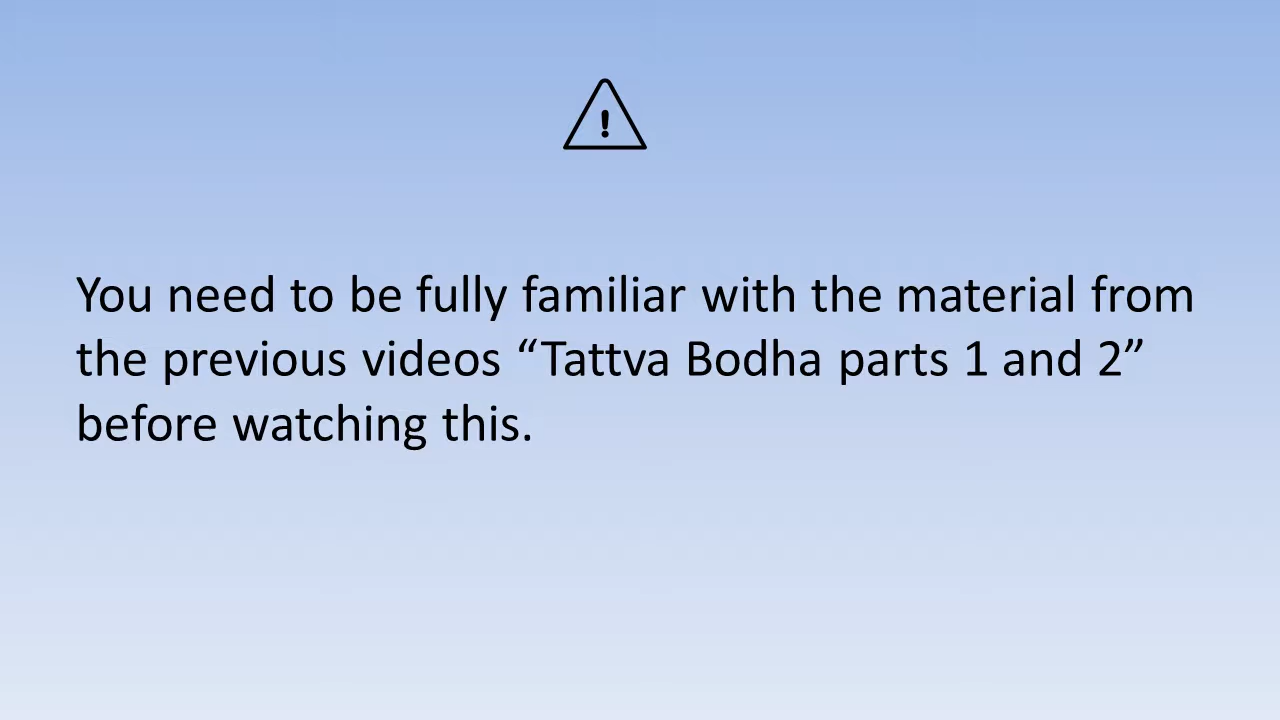 You need to be fully familiar with the material from
the previous videos “Tattva Bodha parts 1 and 2”
before watching this.